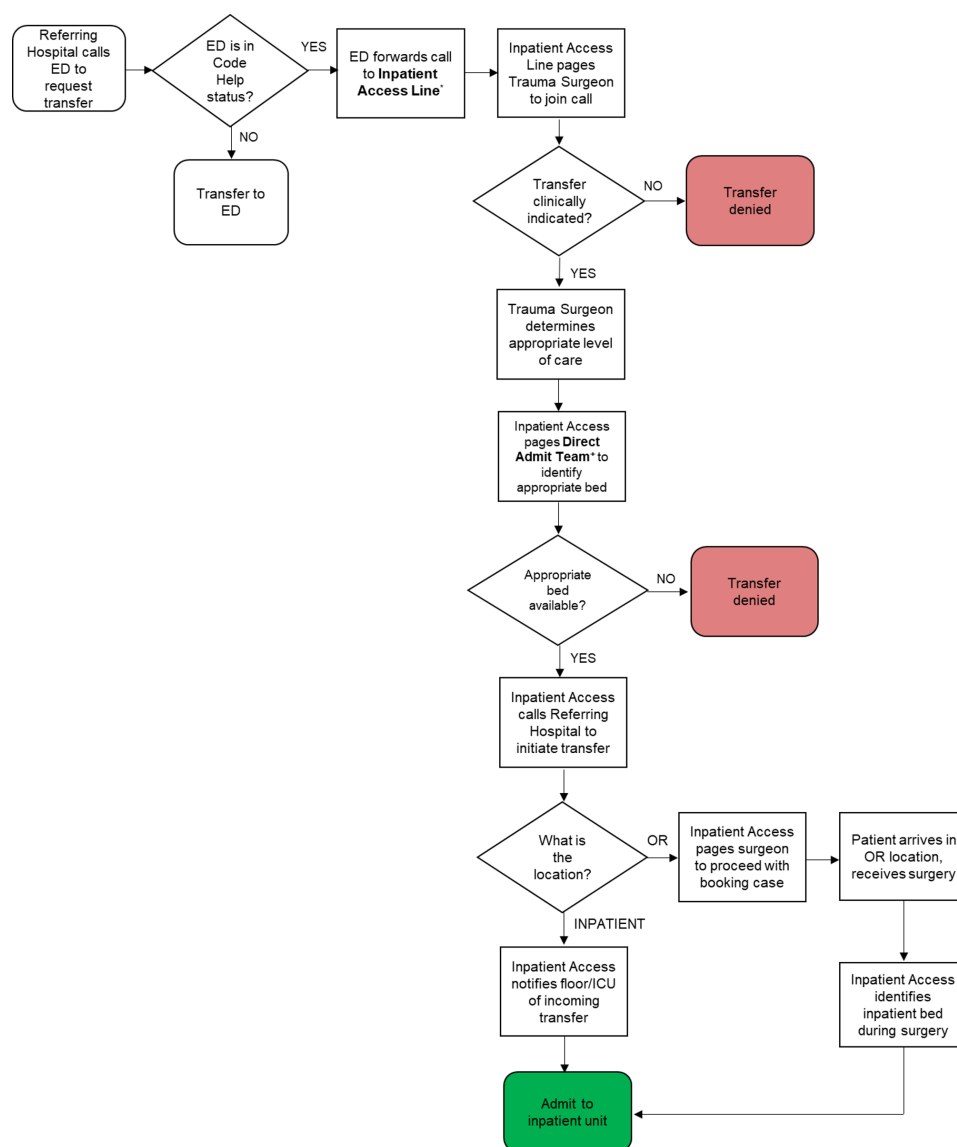 Referring
Hospital calls
ED to
request
transfer
ED is in
Code
Help
status?
YES
ED forwards call
to Inpatient
Access Line*
Inpatient Access
Line pages
Trauma Surgeon
to join call
NO
Transfer to
ED
Transfer
clinically
indicated?
NO
Transfer
denied
YES
Trauma Surgeon
determines
appropriate level
of care
Inpatient Access
pages Direct
Admit Team+ to
identify
appropriate bed
Appropriate
bed
available?
NO
Transfer
denied
YES
Inpatient Access
calls Referring
Hospital to
initiate transfer
What is
the
location?
OR
Inpatient Access
pages surgeon
to proceed with
booking case
Patient arrives in
OR location,
receives surgery
INPATIENT
Inpatient Access
notifies floor/ICU
of incoming
transfer
Inpatient Access
identifies
inpatient bed
during surgery
Admit to
inpatient unit